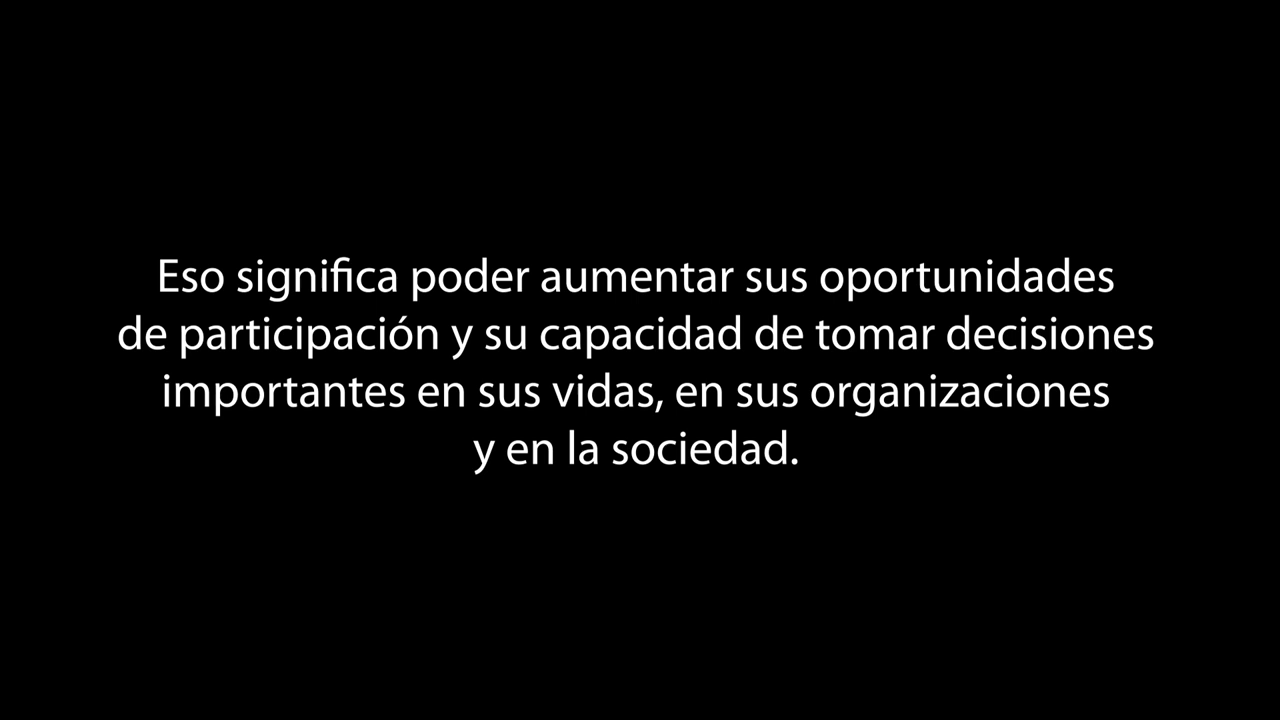 Eso significa poder aumentar sus oportunidades
de participación y su capacidad de tomar decisiones
importantes en sus vidas, en sus organizaciones
y en la sociedad.